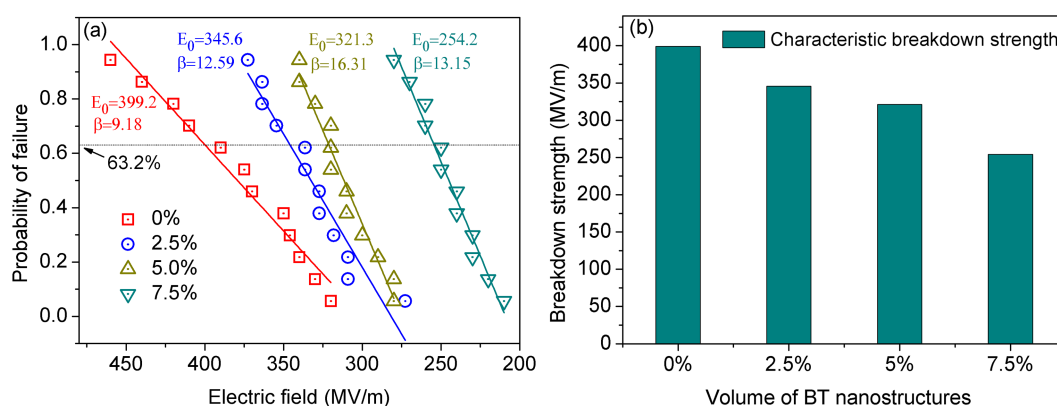 (a)
E0=399.2
β=9.18
E0=345.6
β=12.59
E0=321.3
β=16.31
E0=254.2
β=13.15
63.2%
0%
2.5%
5.0%
7.5%
1.0
0.8
0.6
0.4
0.2
0.0
Probability of failure
450 400 350 300 250 200
Electric field (MV/m)
(b)
Characteristic breakdown strength
400
350
300
250
200
150
100
50
0
Breakdown stremgth (MV/m)
0% 2.5% 5% 7.5%
Volume of BT nanostructures